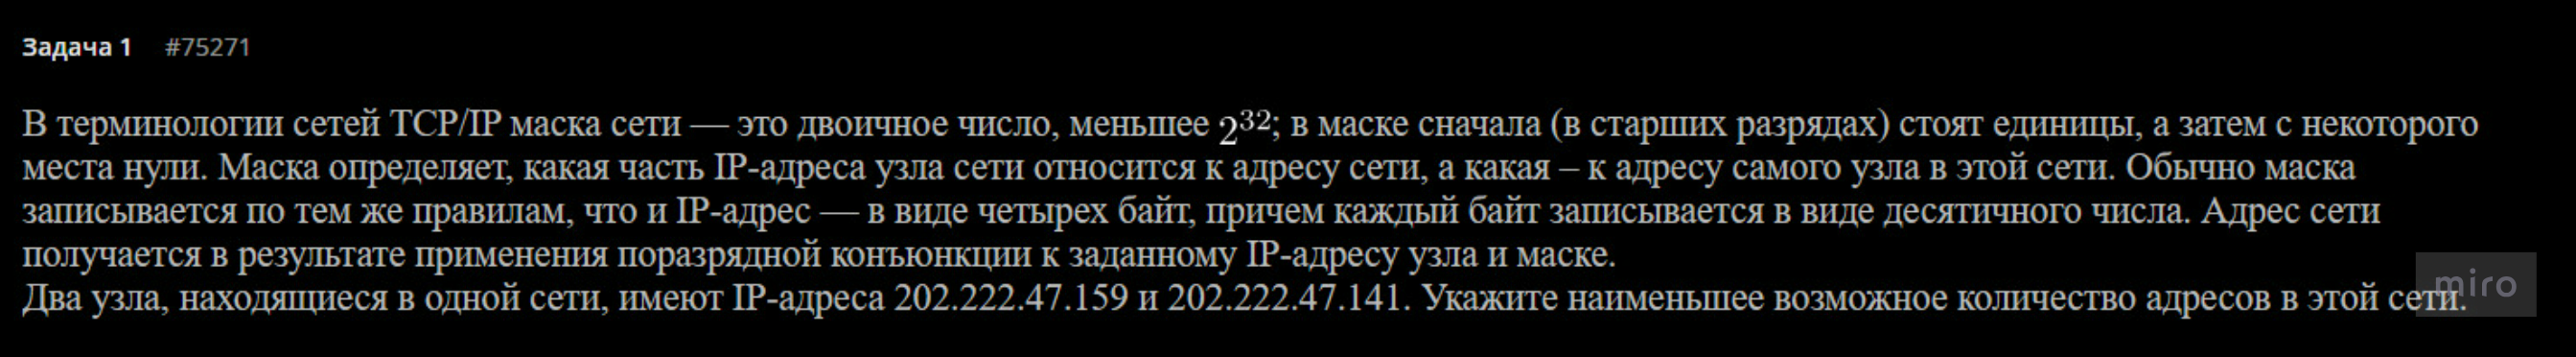 Задача 1 #75271
В терминологии сетей TCP/IP маска сети — это двоичное число, меньшее 2³²; в маске сначала (в старших разрядах) стоят единицы, а затем с некоторого
места нули. Маска определяет, какая часть IP-адреса узла сети относится к адресу сети, а какая – к адресу самого узла в этой сети. Обычно маска
записывается по тем же правилам, что и IP-адрес — в виде четырех байт, причем каждый байт записывается в виде десятичного числа. Адрес сети
получается в результате применения поразрядной конъюнкции к заданному IP-адресу узла и маске.
Два узла, находящиеся в одной сети, имеют IP-адреса 202.222.47.159 и 202.222.47.141. Укажите наименьшее возможное количество адресов в этой сети.
miro